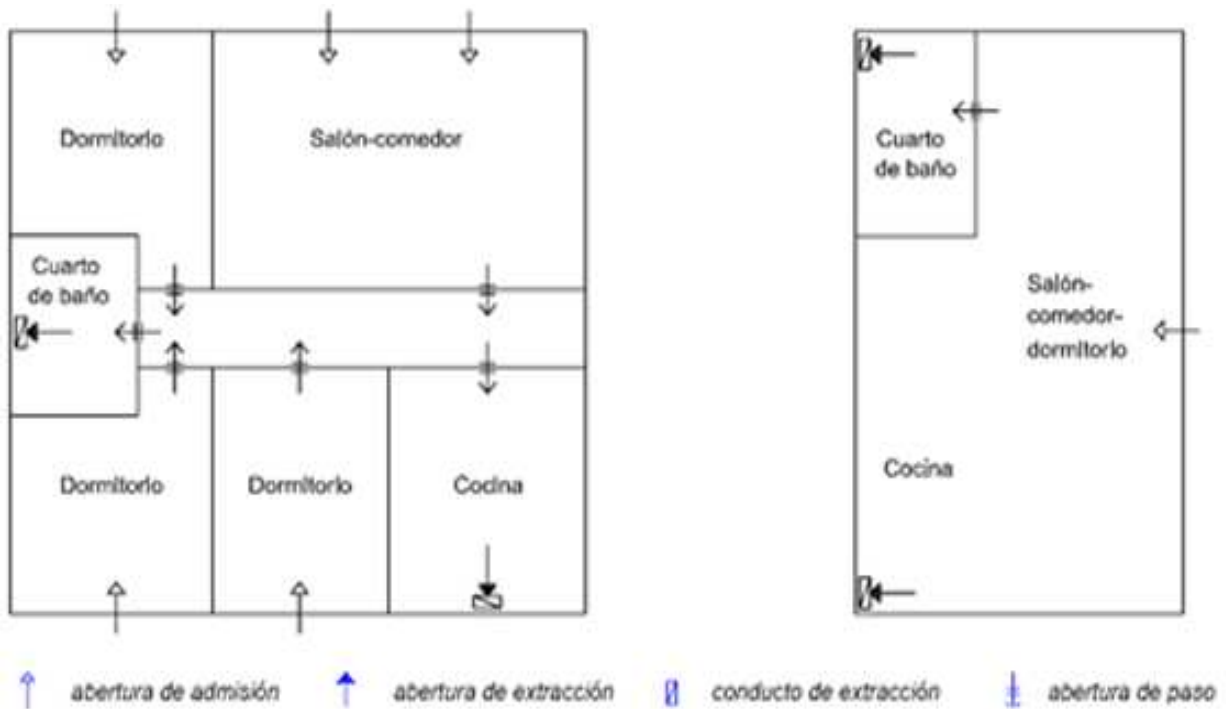 Dormitorio
Salón-comedor
Cuarto
de baño
Dormitorio
Dormitorio
Cocina
Cuarto
de baño
Salón-
comedor-
dormitorio
Cocina
abertura de admisión
abertura de extracción
conducto de extracción
abertura de paso